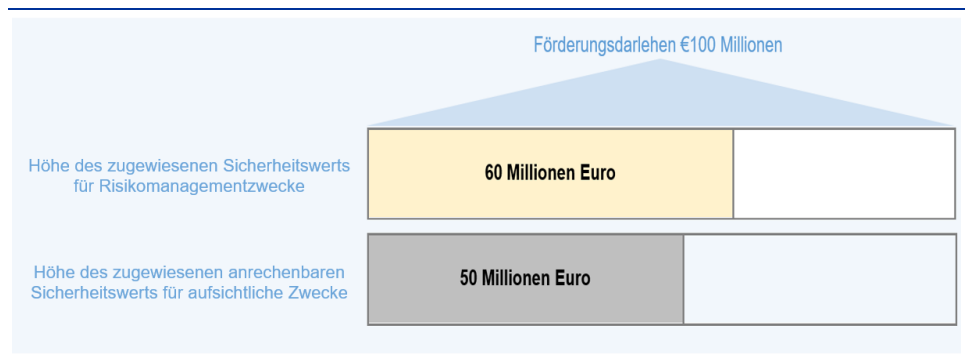 Förderungsdarlehen €100 Millionen
Höhe des zugewiesenen Sicherheitswerts
für Risikomanagementzwecke
60 Millionen Euro
Höhe des zugewiesenen anrechenbaren
Sicherheitswerts für aufsichtliche Zwecke
50 Millionen Euro